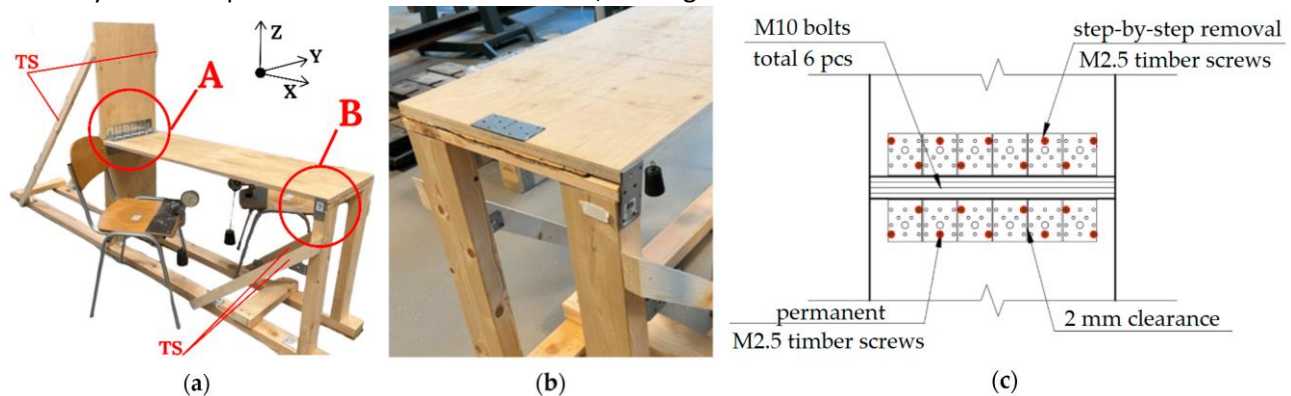 TS
A
Z
Y
X
B
TS
M10 bolts
total 6 pcs
step-by-step removal
M2.5 timber screws
permanent
M2.5 timber screws
2 mm clearance
(a)
(b)
(c)